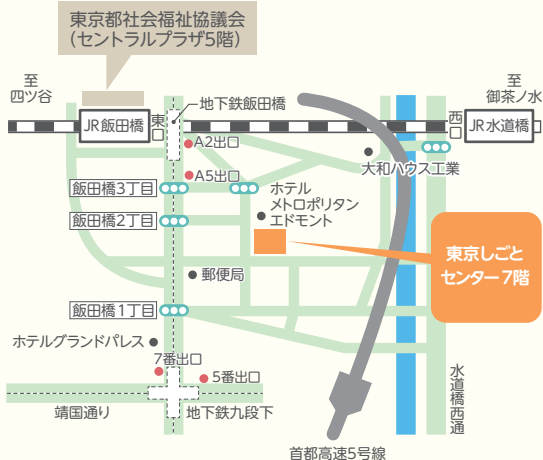 東京都社会福祉協議会
（セントラルプラザ5階）
至
四ツ谷
至
御茶ノ水
地下鉄飯田橋
JR飯田橋
東口
西口
JR水道橋
A2出口
大和ハウス工業
A5出口
飯田橋3丁目
ホテル
メトロポリタン
エドモント
飯田橋2丁目
東京しごと
センター7階
郵便局
飯田橋1丁目
ホテルグランドパレス
7番出口
5番出口
水道橋西通
靖国通り
地下鉄九段下
首都高速5号線